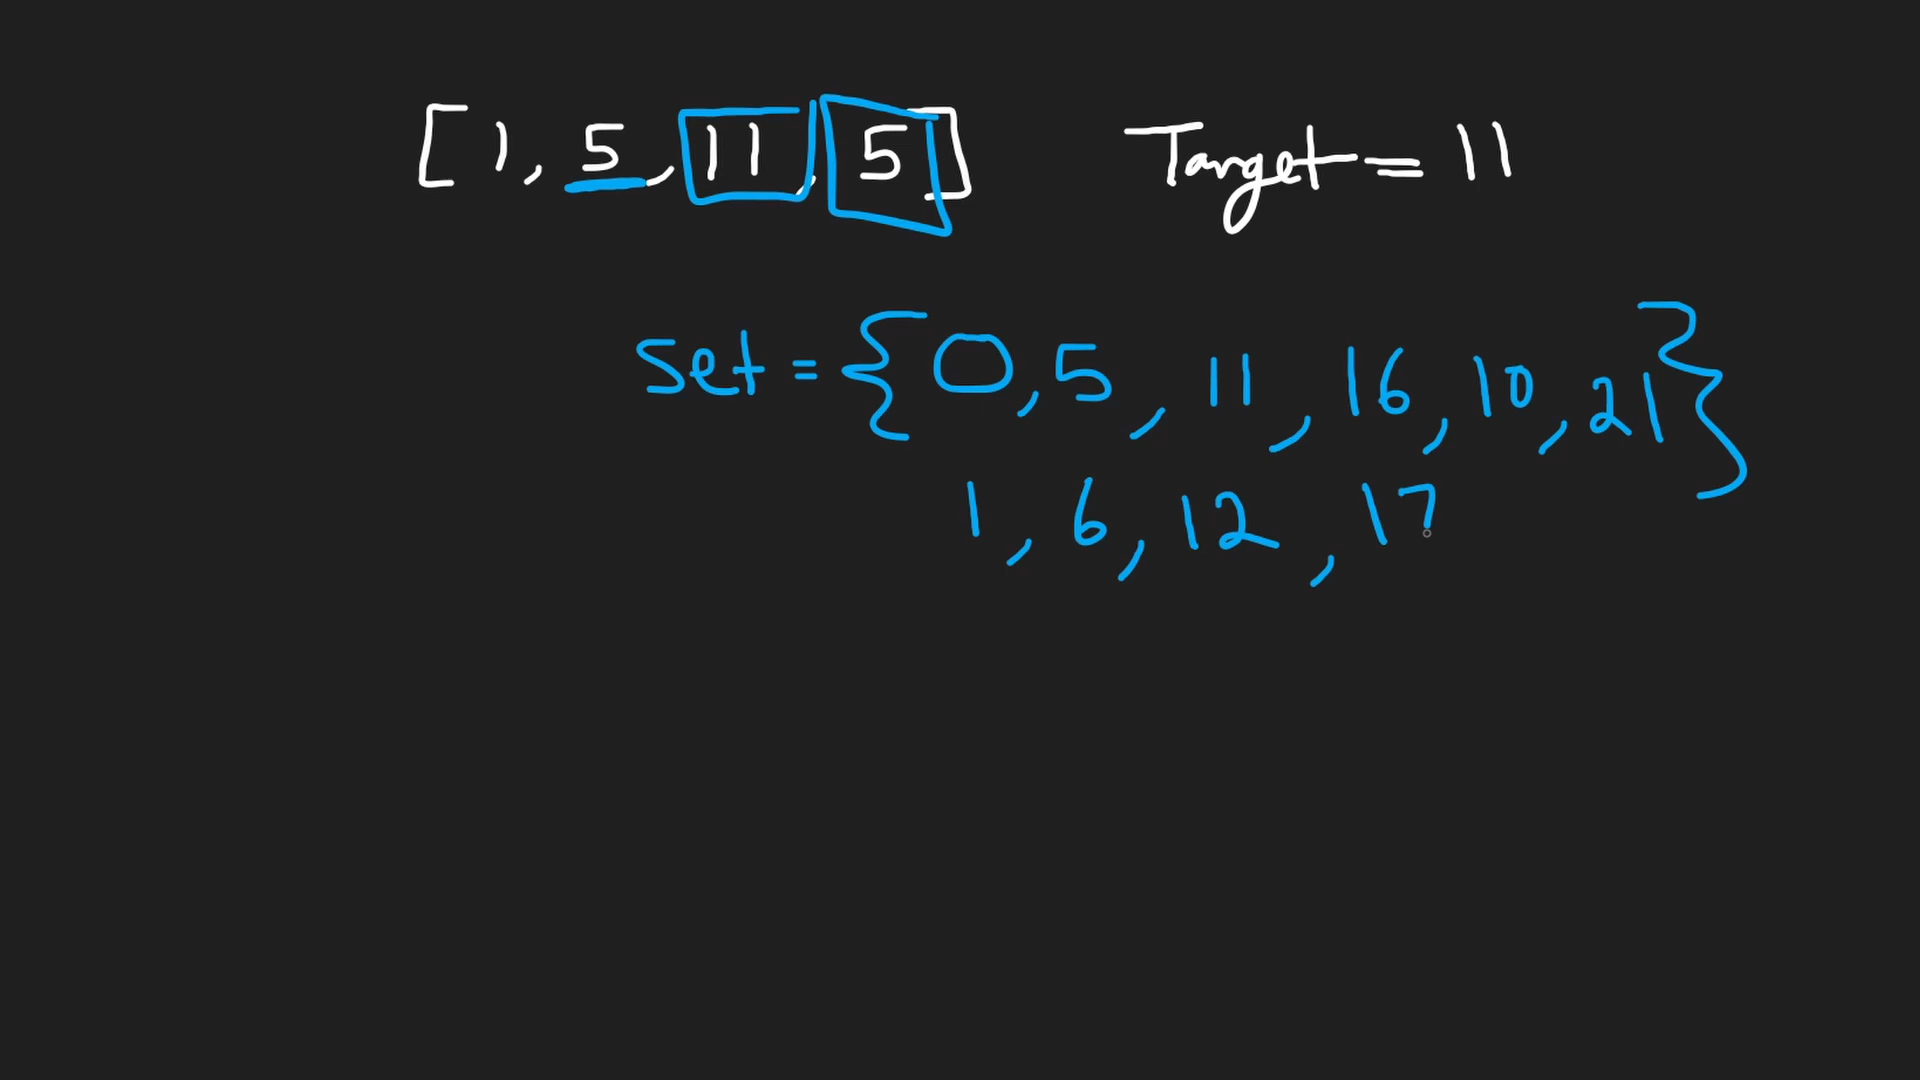 [1, 5, 11, 5] Target = 11
Set = {0, 5, 11, 16, 10, 21}
1, 6, 12, 17